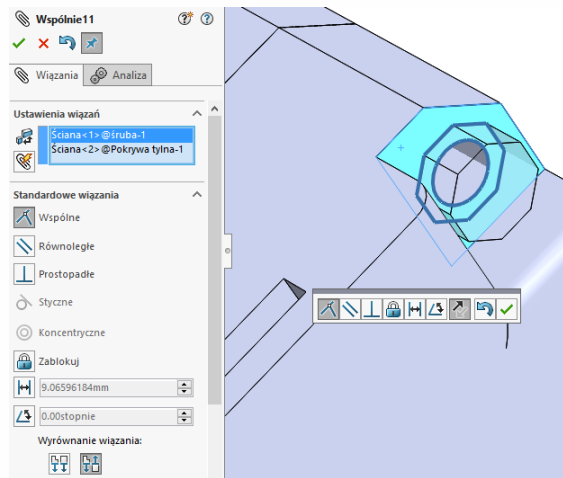 Wspólnie11
Wiązania
Analiza
Ustawienia wiązań
Ściana<1>@śruba-1
Ściana<2>@Pokrywa tylna-1
Standardowe wiązania
Wspólne
Równoległe
Prostopadłe
Styczne
Koncentryczne
Zablokuj
9.06596184mm
0.00stopnie
Wyrównanie wiązania: